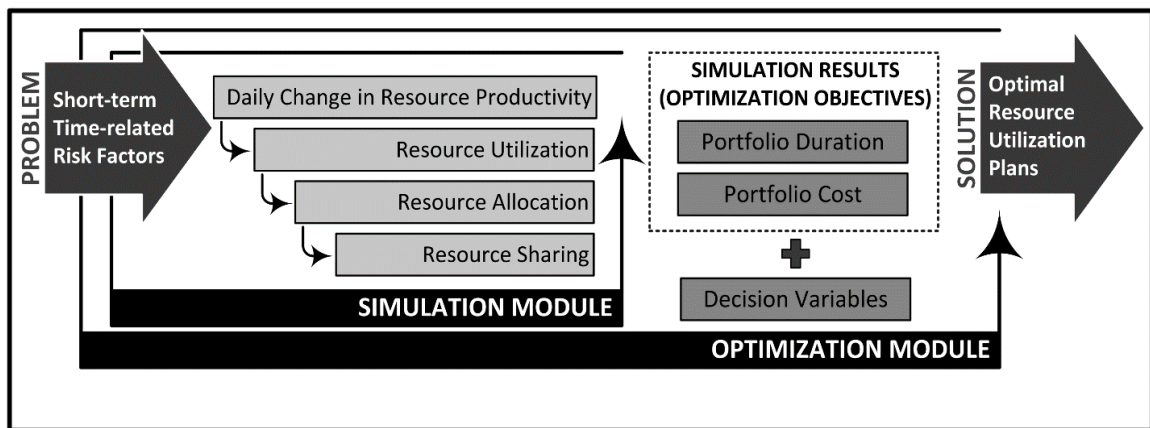 PROBLEM
Short-term
Time-related
Risk Factors
Daily Change in Resource Productivity
Resource Utilization
Resource Allocation
Resource Sharing
SIMULATION MODULE
SIMULATION RESULTS
(OPTIMIZATION OBJECTIVES)
Portfolio Duration
Portfolio Cost
Decision Variables
OPTIMIZATION MODULE
SOLUTION
Optimal
Resource
Utilization
Plans